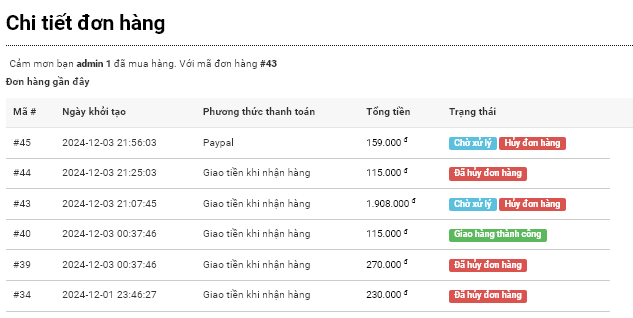 Chi tiết đơn hàng
Cảm mơn bạn admin 1 đã mua hàng. Với mã đơn hàng #43
Đơn hàng gần đây
Mã # Ngày khởi tạo Phương thức thanh toán Tổng tiền Trạng thái
#45 2024-12-03 21:56:03 Paypal 159.000 đ Chờ xử lý Hủy đơn hàng
#44 2024-12-03 21:25:03 Giao tiền khi nhận hàng 115.000 đ Đã hủy đơn hàng
#43 2024-12-03 21:07:45 Giao tiền khi nhận hàng 1.908.000 đ Chờ xử lý Hủy đơn hàng
#40 2024-12-03 00:37:46 Giao tiền khi nhận hàng 115.000 đ Giao hàng thành công
#39 2024-12-03 00:37:46 Giao tiền khi nhận hàng 270.000 đ Đã hủy đơn hàng
#34 2024-12-01 23:46:27 Giao tiền khi nhận hàng 230.000 đ Đã hủy đơn hàng